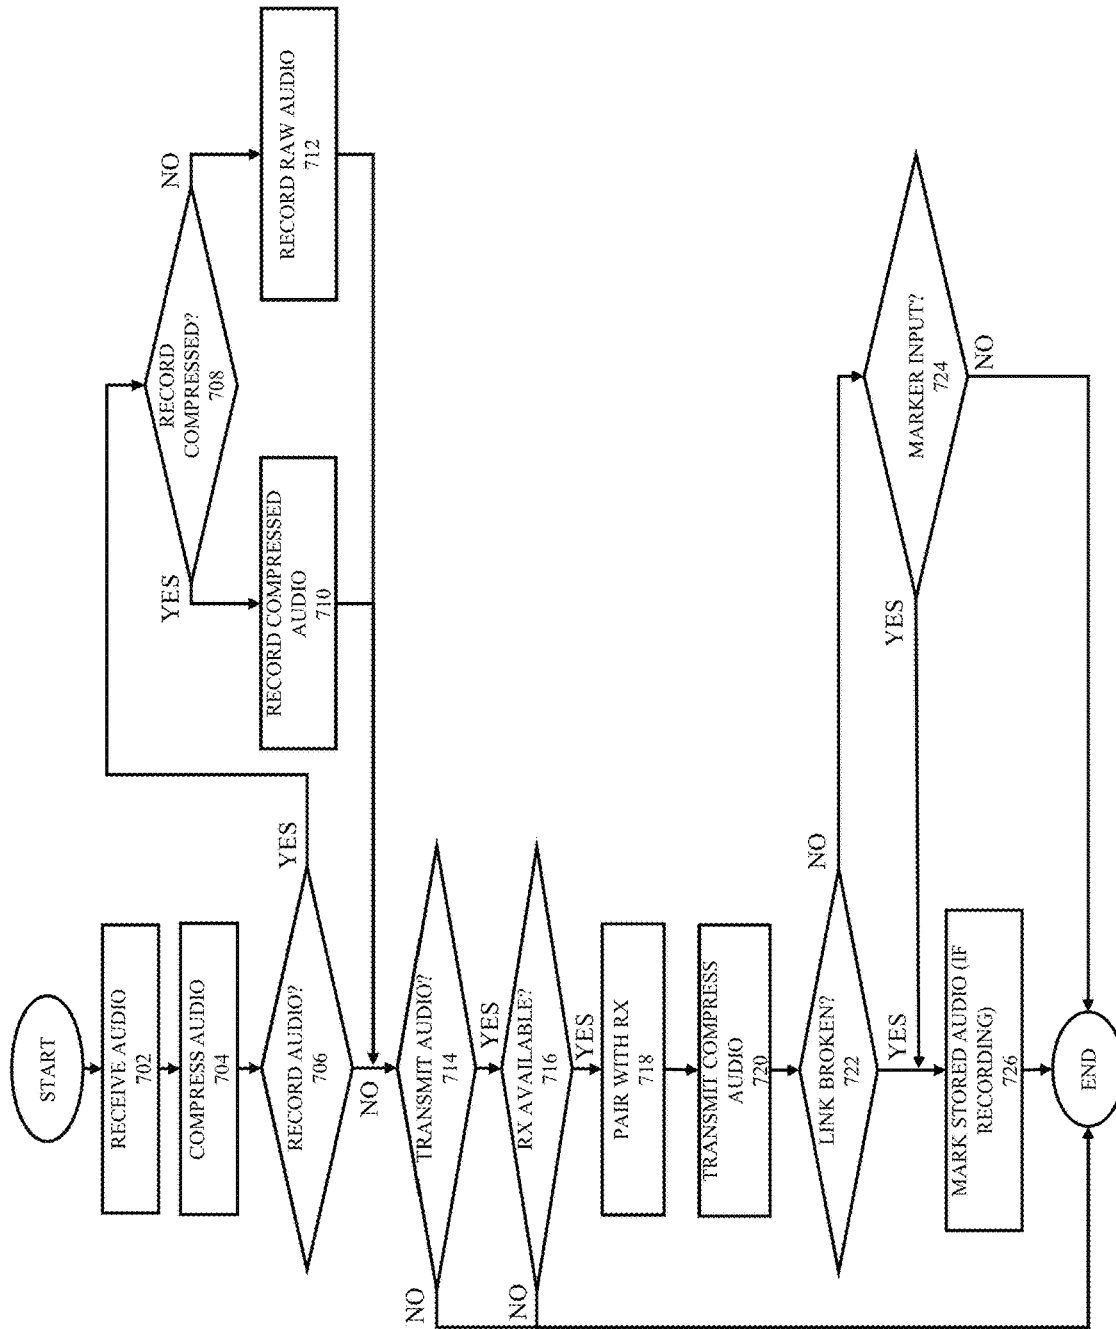 START
RECEIVE AUDIO
702
COMPRESS AUDIO
704
RECORD AUDIO?
706
YES
NO
RECORD
COMPRESSED?
708
YES
NO
RECORD COMPRESSED
AUDIO
710
RECORD RAW AUDIO
712
TRANSMIT AUDIO?
714
NO
YES
RX AVAILABLE?
716
NO
YES
PAIR WITH RX
718
TRANSMIT COMPRESS
AUDIO
720
LINK BROKEN?
722
NO
YES
MARKER INPUT?
724
YES
NO
MARK STORED AUDIO (IF
RECORDING)
726
END